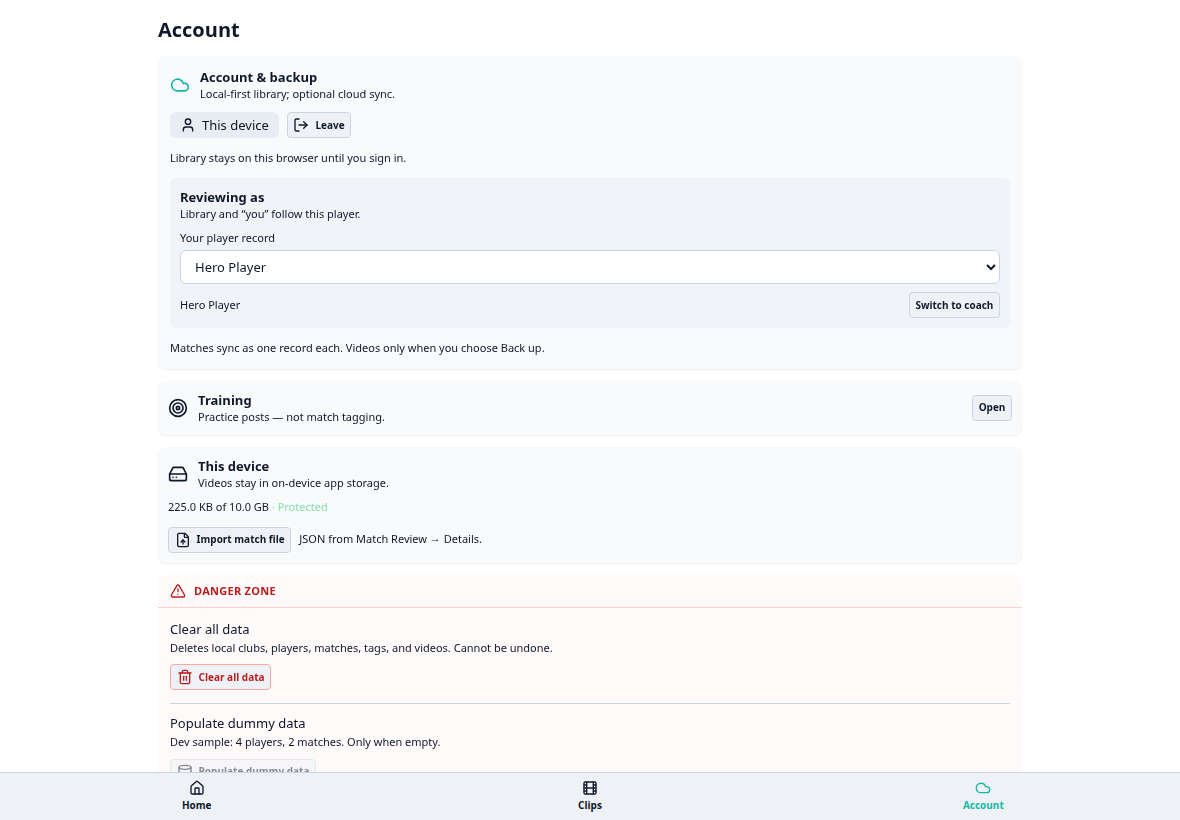 Account
Account & backup
Local-first library; optional cloud sync.
This device
Leave
Library stays on this browser until you sign in.
Reviewing as
Library and “you” follow this player.
Your player record
Hero Player
Hero Player
Switch to coach
Matches sync as one record each. Videos only when you choose Back up.
Training
Practice posts — not match tagging.
Open
This device
Videos stay in on-device app storage.
225.0 KB of 10.0 GB · Protected
Import match file
JSON from Match Review → Details.
DANGER ZONE
Clear all data
Deletes local clubs, players, matches, tags, and videos. Cannot be undone.
Clear all data
Populate dummy data
Dev sample: 4 players, 2 matches. Only when empty.
Populate dummy data
Home
Clips
Account